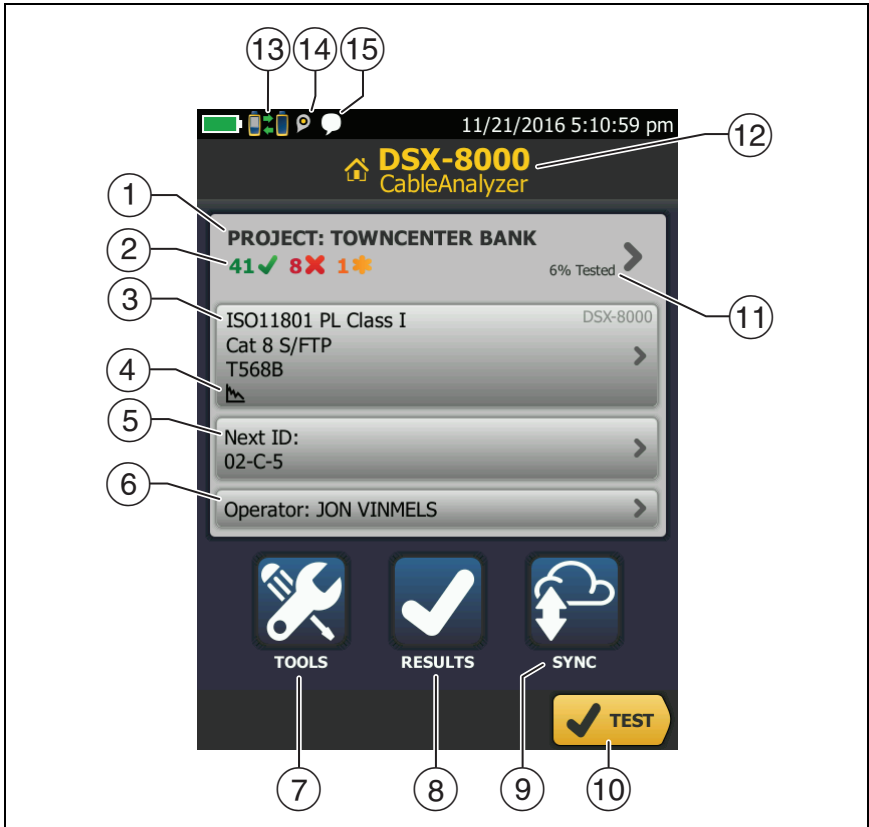 13 14 15
11/21/2016 5:10:59 pm
12
DSX-8000
CableAnalyzer
1
PROJECT: TOWNCENTER BANK
2
41 8 1
6% Tested
3
ISO11801 PL Class I
DSX-8000
11
Cat 8 S/FTP
T568B
4
5
Next ID:
02-C-5
6
Operator: JON VINMELS
TOOLS
RESULTS
SYNC
TEST
7
8
9
10